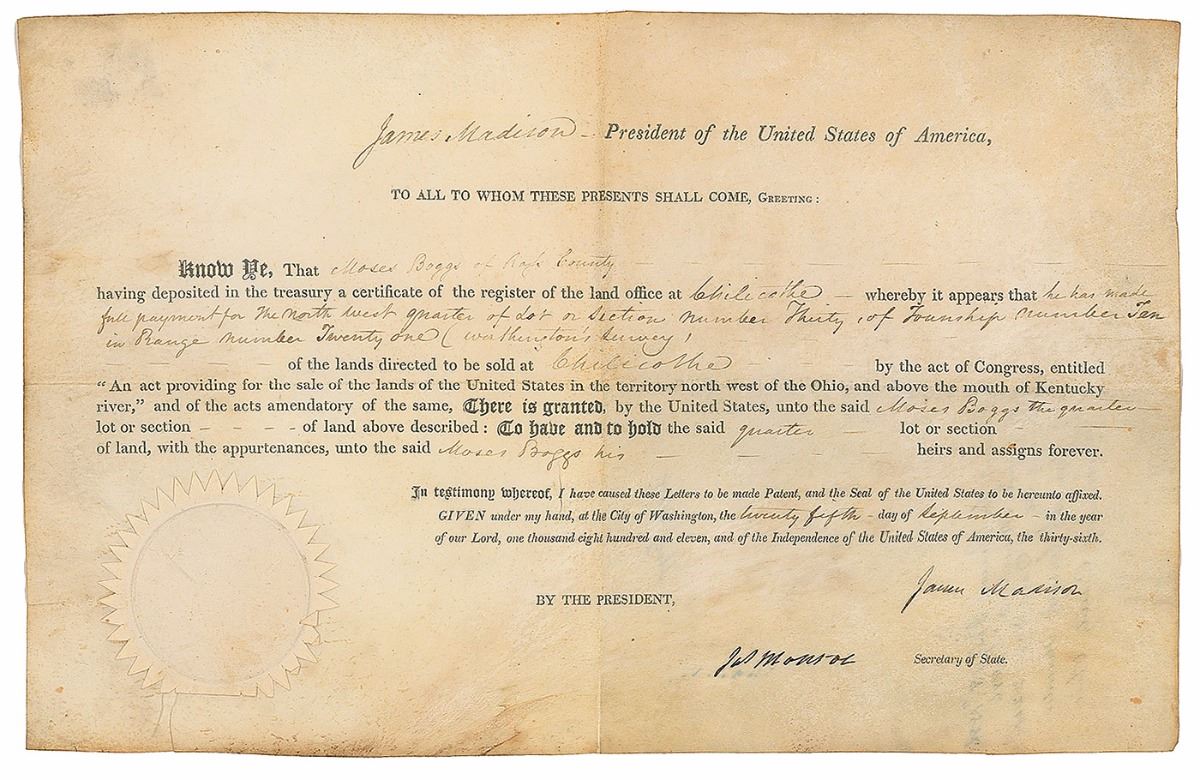 James Madison - President of the United States of America,
TO ALL TO WHOM THESE PRESENTS SHALL COME, GREETING:
Know Ye, That Moses Boggs of Ross County
having deposited in the treasury a certificate of the register of the land office at Chilicothe - whereby it appears that he has made
full payment for the north west quarter of Lot or Section number Thirty, of Township number Ten
in Range number Twenty one (Worthington's Survey)
of the lands directed to be sold at Chilicothe by the act of Congress, entitled
“An act providing for the sale of the lands of the United States in the territory north west of the Ohio, and above the mouth of Kentucky
river,” and of the acts amendatory of the same, There is granted, by the United States, unto the said Moses Boggs the quarter
lot or section - - - - of land above described: To have and to hold the said quarter lot or section
of land, with the appurtenances, unto the said Moses Boggs his heirs and assigns forever.
In testimony whereof, I have caused these Letters to be made Patent, and the Seal of the United States to be hereunto affixed.
GIVEN under my hand, at the City of Washington, the twenty fifth - day of September - in the year
of our Lord, one thousand eight hundred and eleven, and of the Independence of the United States of America, the thirty-sixth.
James Madison
BY THE PRESIDENT,
Jas Monroe Secretary of State.